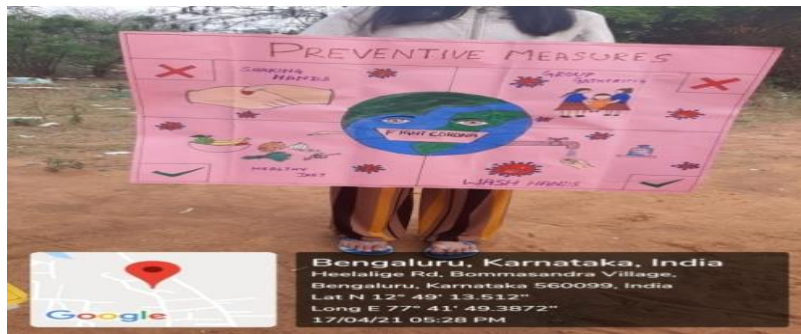 PREVENTIVE MEASURES
SHAKING
HANDS
GROUP
GATHERING
FIGHT CORONA
HEALTHY
DIET
WASH HANDS
Bengaluru, Karnataka, India
Heelalige Rd, Bommasandra Village,
Bengaluru, Karnataka 560099, India
Lat N 12° 49' 13.512"
Long E 77° 41' 49.3872"
17/04/21 05:28 PM
Google